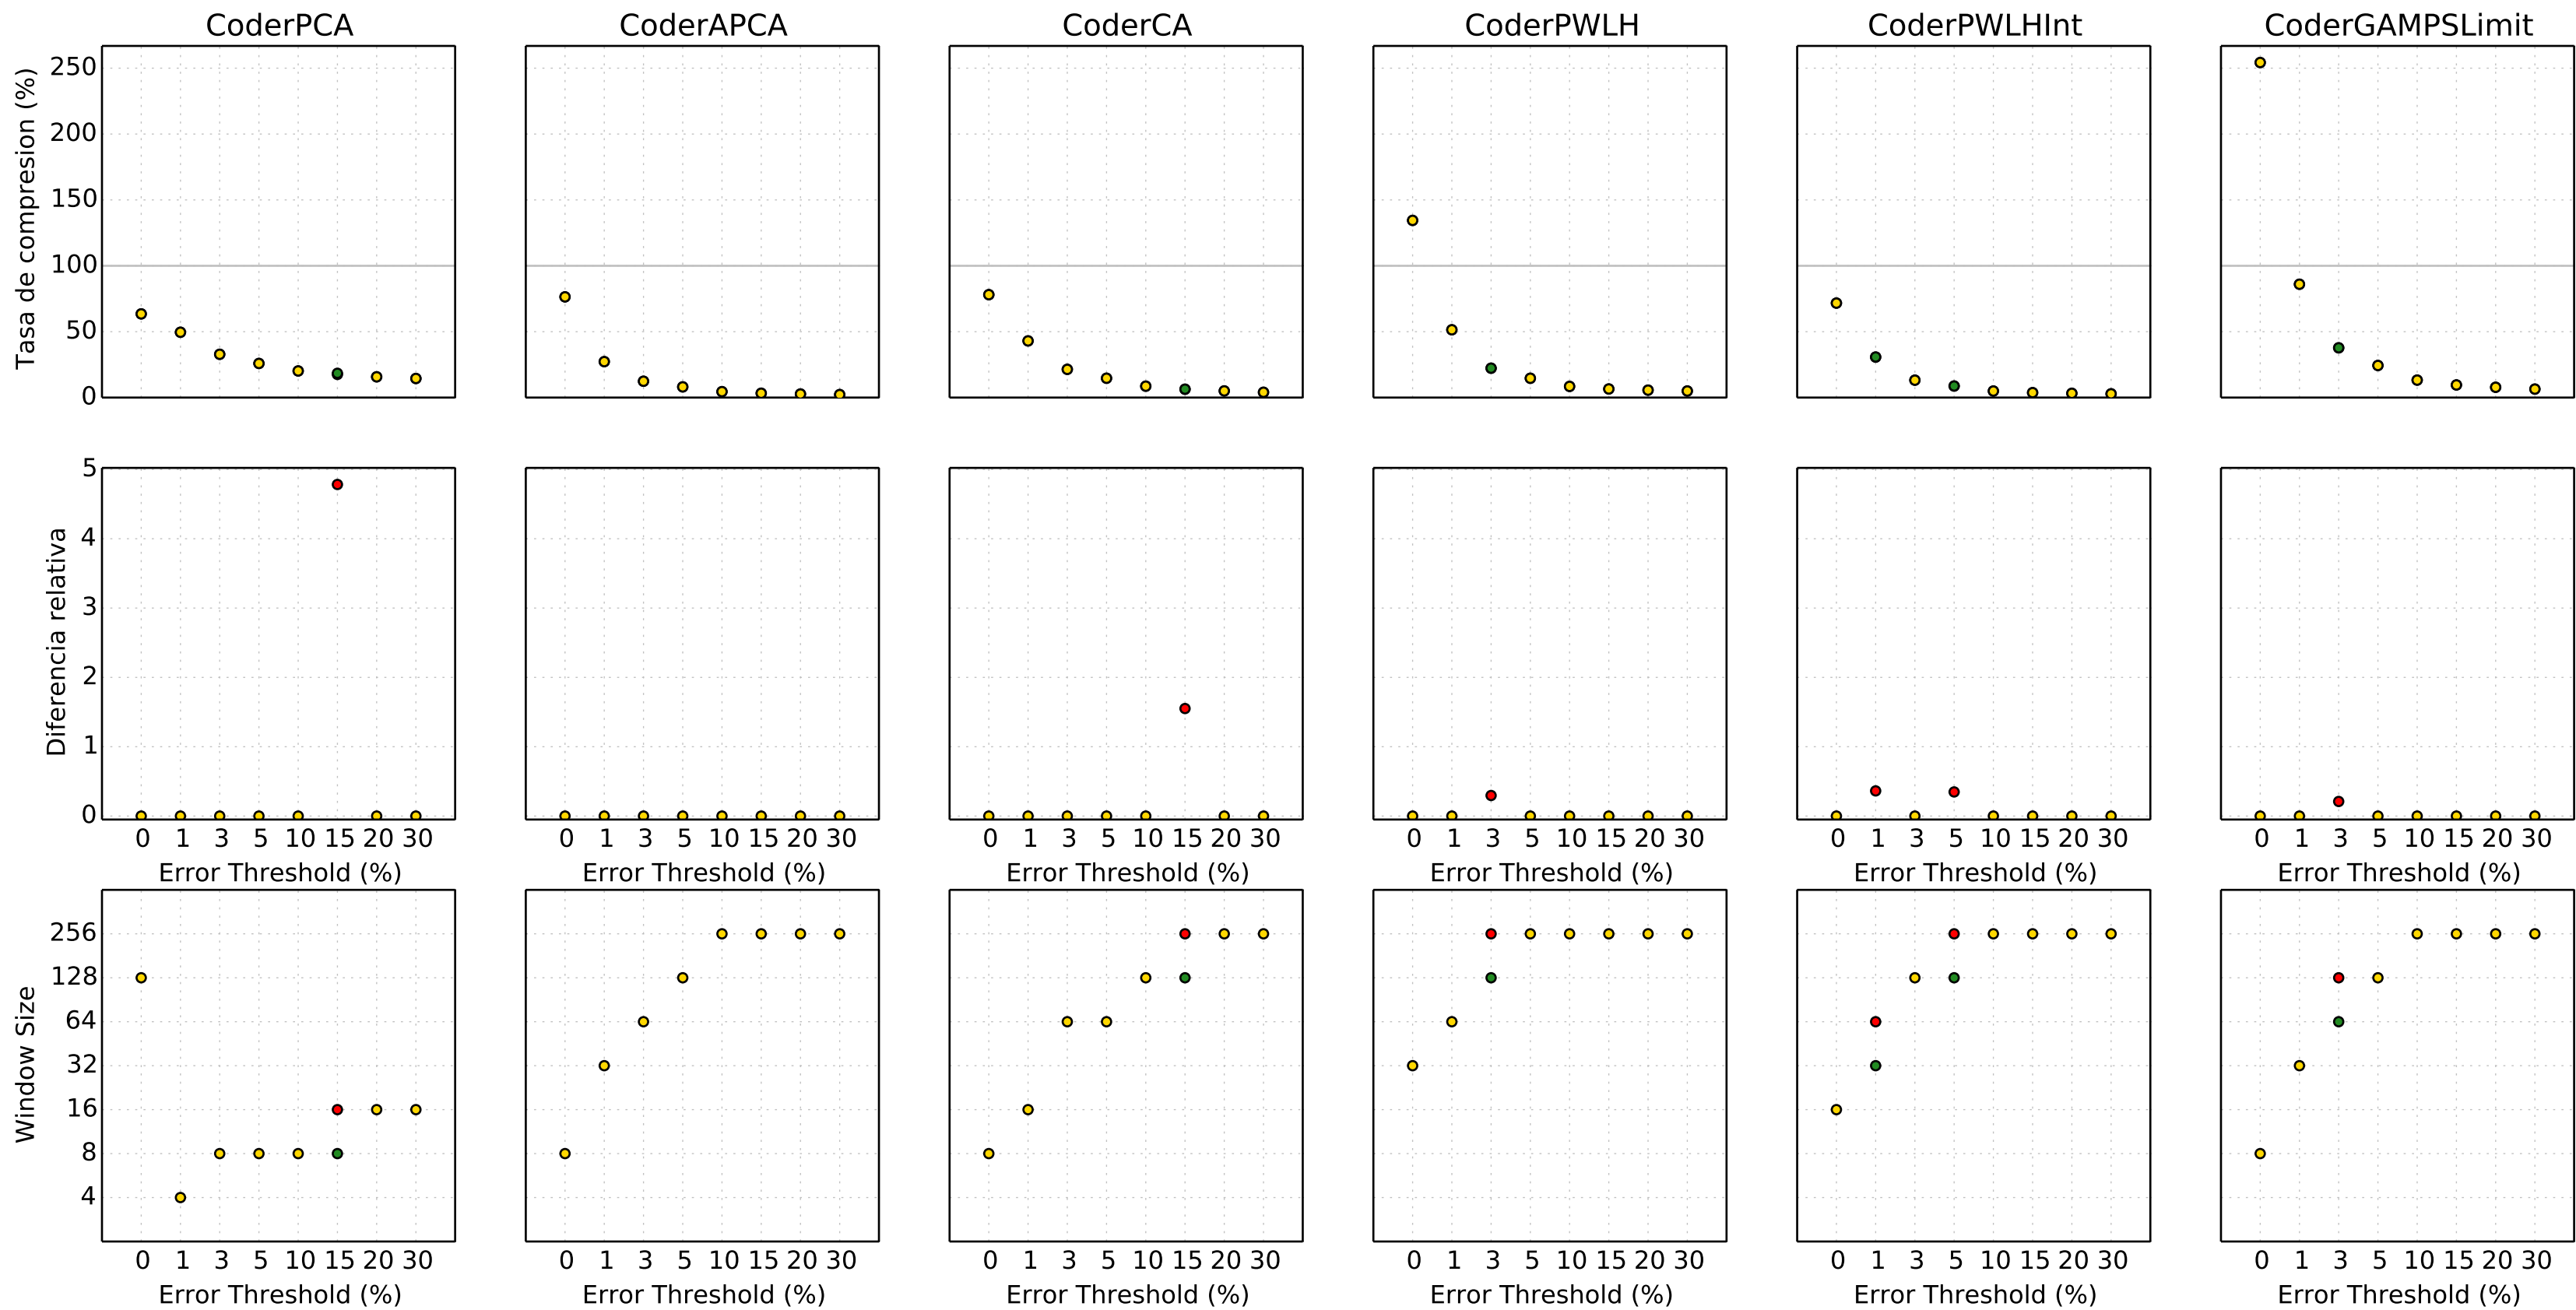 CoderPCA CoderAPCA CoderCA CoderPWLH CoderPWLHInt CoderGAMPSLimit
Tasa de compresion (%)
250
200
150
100
50
0
Diferencia relativa
5
4
3
2
1
0
0 1 3 5 10 15 20 30 0 1 3 5 10 15 20 30 0 1 3 5 10 15 20 30 0 1 3 5 10 15 20 30 0 1 3 5 10 15 20 30 0 1 3 5 10 15 20 30
Error Threshold (%) Error Threshold (%) Error Threshold (%) Error Threshold (%) Error Threshold (%) Error Threshold (%)
Window Size
256
128
64
32
16
8
4
0 1 3 5 10 15 20 30 0 1 3 5 10 15 20 30 0 1 3 5 10 15 20 30 0 1 3 5 10 15 20 30 0 1 3 5 10 15 20 30 0 1 3 5 10 15 20 30
Error Threshold (%) Error Threshold (%) Error Threshold (%) Error Threshold (%) Error Threshold (%) Error Threshold (%)